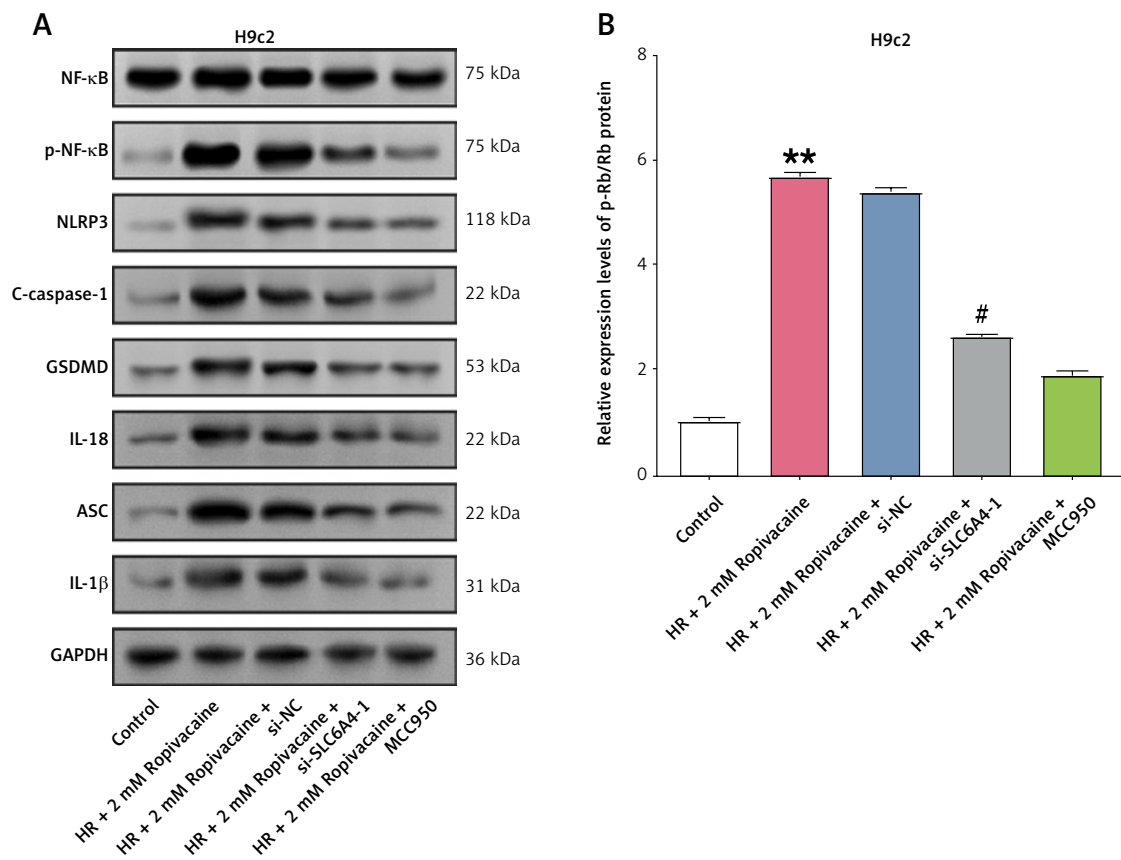 A
H9c2
NF-κB
75 kDa
p-NF-κB
75 kDa
NLRP3
118 kDa
C-caspase-1
22 kDa
GSDMD
53 kDa
IL-18
22 kDa
ASC
22 kDa
IL-1β
31 kDa
GAPDH
36 kDa
Control
HR + 2 mM Ropivacaine
HR + 2 mM Ropivacaine +
si-NC
HR + 2 mM Ropivacaine +
si-SLC6A4-1
HR + 2 mM Ropivacaine +
MCC950
B
H9c2
Relative expression levels of p-Rb/Rb protein
8
6
4
2
0
**
#
Control
HR + 2 mM Ropivacaine
HR + 2 mM Ropivacaine +
si-NC
HR + 2 mM Ropivacaine +
si-SLC6A4-1
HR + 2 mM Ropivacaine +
MCC950